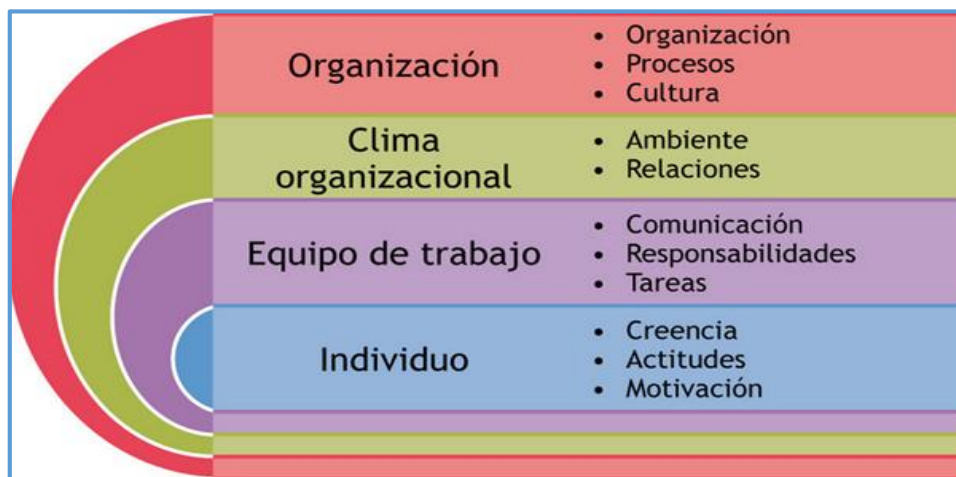 Organización
• Organización
• Procesos
• Cultura
Clima
organizacional
• Ambiente
• Relaciones
Equipo de trabajo
• Comunicación
• Responsabilidades
• Tareas
Individuo
• Creencia
• Actitudes
• Motivación